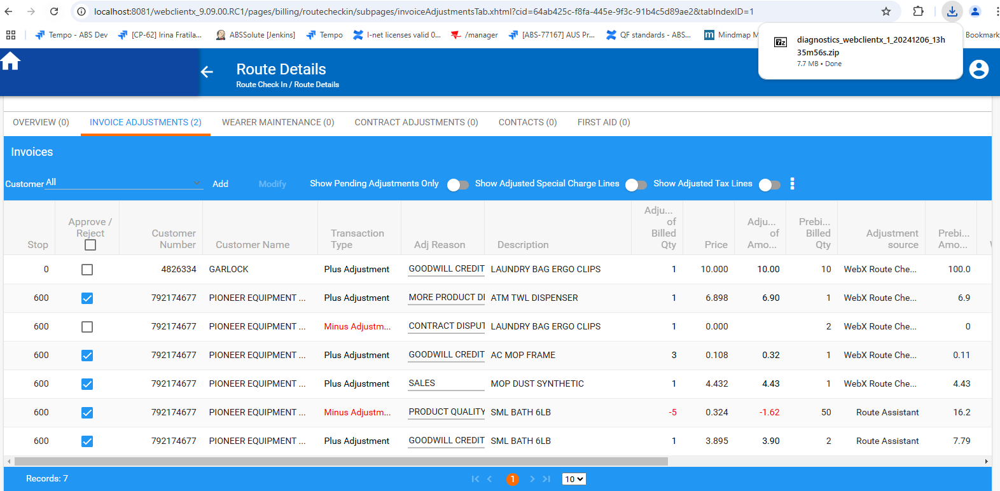 localhost:8081/webclientx_9.09.00.RC1/pages/billing/routecheckin/subpages/invoiceAdjustmentsTab.xhtml?cid=64ab425c-f8fa-445e-9f3c-91b4c5d89ae2&tabIndexID=1
Tempo - ABS Dev [CP-62] Irina Fratila... ABSSolute [Jenkins] Tempo I-net licenses valid 0... /manager [ABS-77167] AUS Pr... QF standards - ABS... m Mindmap M Bookmark
7z diagnostics_webclientx_1_20241206_13h
35m56s.zip
7.7 MB • Done
Route Details
Route Check In / Route Details
OVERVIEW (0) INVOICE ADJUSTMENTS (2) WEARER MAINTENANCE (0) CONTRACT ADJUSTMENTS (0) CONTACTS (0) FIRST AID (0)
Invoices
Customer All Add Modify Show Pending Adjustments Only Show Adjusted Special Charge Lines Show Adjusted Tax Lines
Stop Approve / Reject Customer Number Customer Name Transaction Type Adj Reason Description Adju... of Billed Qty Price Adju... of Amo... Prebi... Billed Qty Adjustment source Prebi... Amo...
0 4826334 GARLOCK Plus Adjustment GOODWILL CREDIT LAUNDRY BAG ERGO CLIPS 1 10.000 10.00 10 WebX Route Che... 100.0
600 792174677 PIONEER EQUIPMENT ... Plus Adjustment MORE PRODUCT DI ATM TWL DISPENSER 1 6.898 6.90 1 WebX Route Che... 6.9
600 792174677 PIONEER EQUIPMENT ... Minus Adjustm... CONTRACT DISPUT LAUNDRY BAG ERGO CLIPS 1 0.000 2 WebX Route Che... 0
600 792174677 PIONEER EQUIPMENT ... Plus Adjustment GOODWILL CREDIT AC MOP FRAME 3 0.108 0.32 1 WebX Route Che... 0.11
600 792174677 PIONEER EQUIPMENT ... Plus Adjustment SALES MOP DUST SYNTHETIC 1 4.432 4.43 1 WebX Route Che... 4.43
600 792174677 PIONEER EQUIPMENT ... Minus Adjustm... PRODUCT QUALITY SML BATH 6LB -5 0.324 -1.62 50 Route Assistant 16.2
600 792174677 PIONEER EQUIPMENT ... Plus Adjustment GOODWILL CREDIT SML BATH 6LB 1 3.895 3.90 2 Route Assistant 7.79
Records: 7 1 10